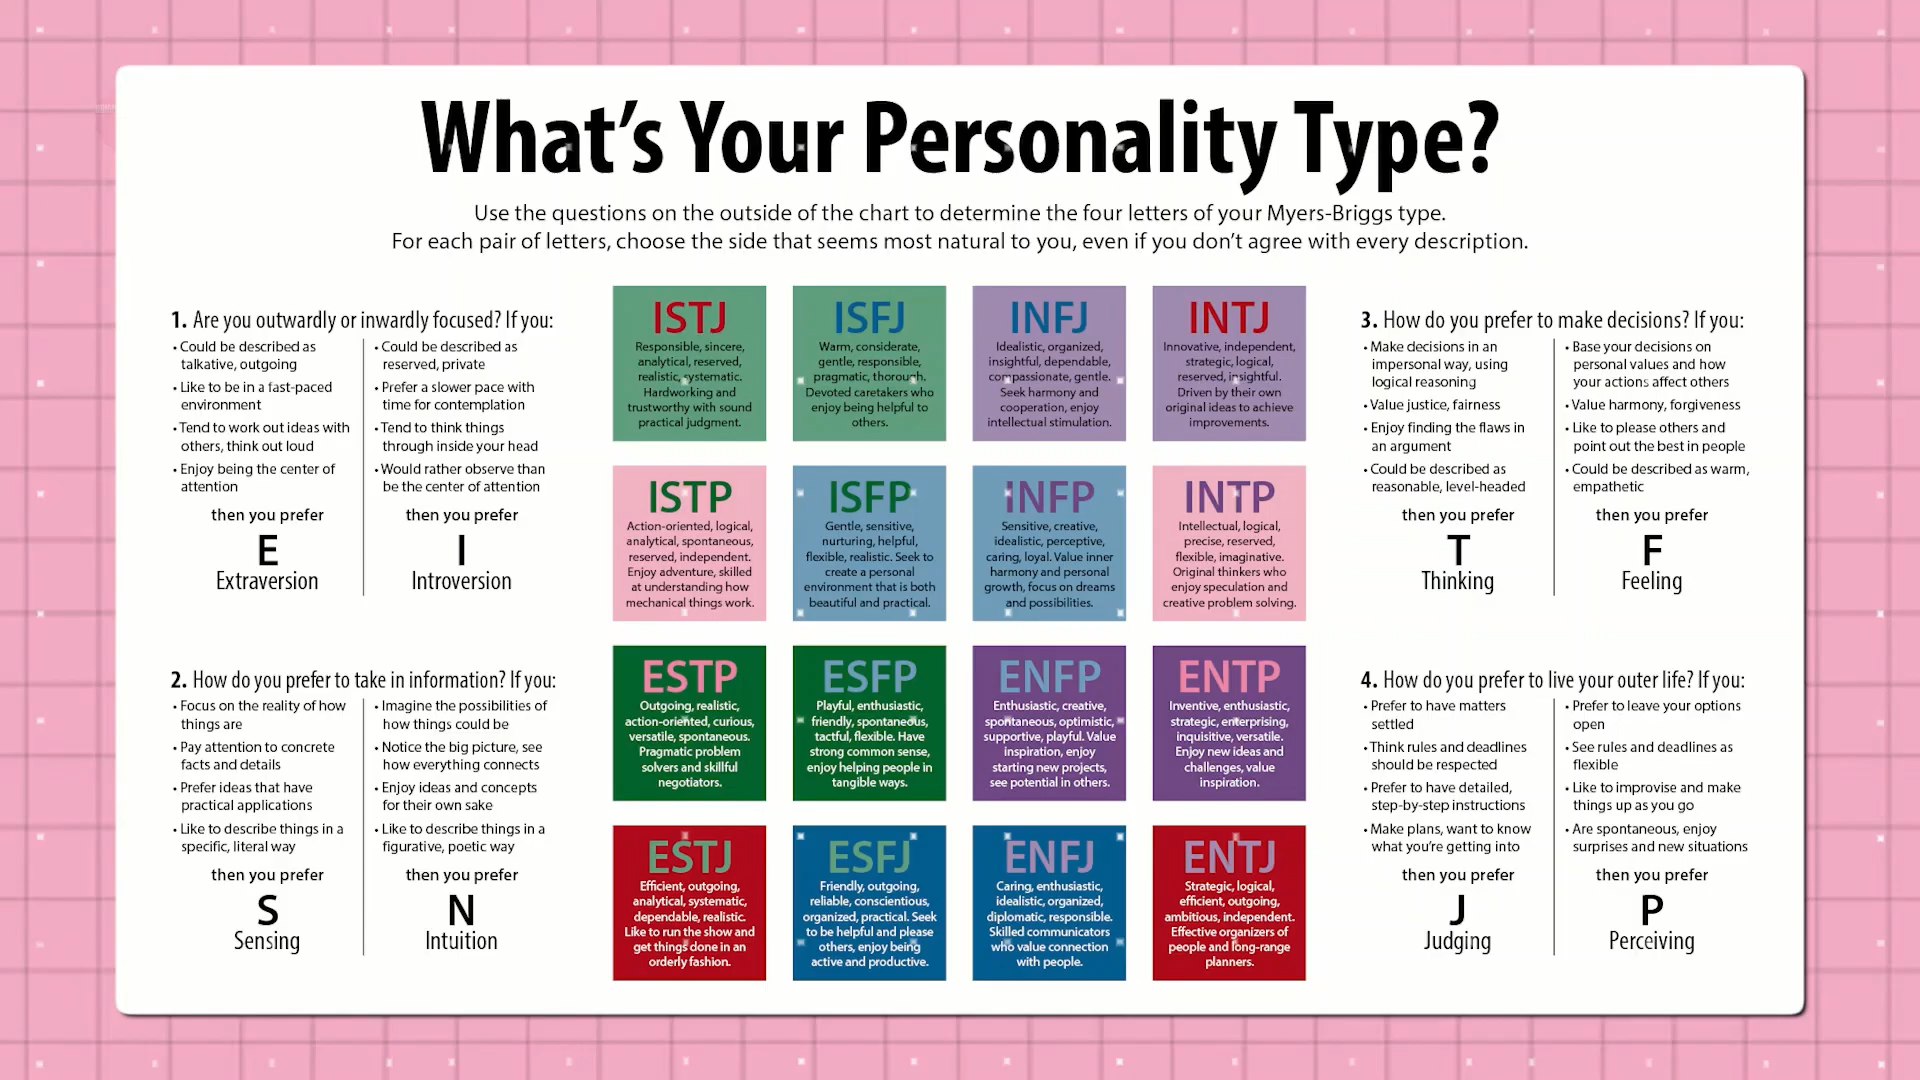 What's Your Personality Type?
Use the questions on the outside of the chart to determine the four letters of your Myers-Briggs type.
For each pair of letters, choose the side that seems most natural to you, even if you don't agree with every description.
1. Are you outwardly or inwardly focused? If you:
• Could be described as
talkative, outgoing
• Like to be in a fast-paced
environment
• Tend to work out ideas with
others, think out loud
• Enjoy being the center of
attention
then you prefer
E
Extraversion
• Could be described as
reserved, private
• Prefer a slower pace with
time for contemplation
• Tend to think things
through inside your head
• Would rather observe than
be the center of attention
then you prefer
I
Introversion
2. How do you prefer to take in information? If you:
• Focus on the reality of how
things are
• Pay attention to concrete
facts and details
• Prefer ideas that have
practical applications
• Like to describe things in a
specific, literal way
then you prefer
S
Sensing
• Imagine the possibilities of
how things could be
• Notice the big picture, see
how everything connects
• Enjoy ideas and concepts
for their own sake
• Like to describe things in a
figurative, poetic way
then you prefer
N
Intuition
ISTJ
Responsible, sincere,
analytical, reserved,
realistic, systematic.
Hardworking and
trustworthy with sound
practical judgment.
ISFJ
Warm, considerate,
gentle, responsible,
pragmatic, thorough.
Devoted caretakers who
enjoy being helpful to
others.
INFJ
Idealistic, organized,
insightful, dependable,
compassionate, gentle.
Seek harmony and
cooperation, enjoy
intellectual stimulation.
INTJ
Innovative, independent,
strategic, logical,
reserved, insightful.
Driven by their own
original ideas to achieve
improvements.
ISTP
Action-oriented, logical,
analytical, spontaneous,
reserved, independent.
Enjoy adventure, skilled
at understanding how
mechanical things work.
ISFP
Gentle, sensitive,
nurturing, helpful,
flexible, realistic. Seek to
create a personal
environment that is both
beautiful and practical.
INFP
Sensitive, creative,
idealistic, perceptive,
caring, loyal. Value inner
harmony and personal
growth, focus on dreams
and possibilities.
INTP
Intellectual, logical,
precise, reserved,
flexible, imaginative.
Original thinkers who
enjoy speculation and
creative problem solving.
ESTP
Outgoing, realistic,
action-oriented, curious,
versatile, spontaneous.
Pragmatic problem
solvers and skillful
negotiators.
ESFP
Playful, enthusiastic,
friendly, spontaneous,
tactful, flexible. Have
strong common sense,
enjoy helping people in
tangible ways.
ENFP
Enthusiastic, creative,
spontaneous, optimistic,
supportive, playful. Value
inspiration, enjoy
starting new projects,
see potential in others.
ENTP
Inventive, enthusiastic,
strategic, enterprising,
inquisitive, versatile.
Enjoy new ideas and
challenges, value
inspiration.
ESTJ
Efficient, outgoing,
analytical, systematic,
dependable, realistic.
Like to run the show and
get things done in an
orderly fashion.
ESFJ
Friendly, outgoing,
reliable, conscientious,
organized, practical. Seek
to be helpful and please
others, enjoy being
active and productive.
ENFJ
Caring, enthusiastic,
idealistic, organized,
diplomatic, responsible.
Skilled communicators
who value connection
with people.
ENTJ
Strategic, logical,
efficient, outgoing,
ambitious, independent.
Effective organizers of
people and long-range
planners.
3. How do you prefer to make decisions? If you:
• Make decisions in an
impersonal way, using
logical reasoning
• Value justice, fairness
• Enjoy finding the flaws in
an argument
• Could be described as
reasonable, level-headed
then you prefer
T
Thinking
• Base your decisions on
personal values and how
your actions affect others
• Value harmony, forgiveness
• Like to please others and
point out the best in people
• Could be described as warm,
empathetic
then you prefer
F
Feeling
4. How do you prefer to live your outer life? If you:
• Prefer to have matters
settled
• Think rules and deadlines
should be respected
• Prefer to have detailed,
step-by-step instructions
• Make plans, want to know
what you're getting into
then you prefer
J
Judging
• Prefer to leave your options
open
• See rules and deadlines as
flexible
• Like to improvise and make
things up as you go
• Are spontaneous, enjoy
surprises and new situations
then you prefer
P
Perceiving